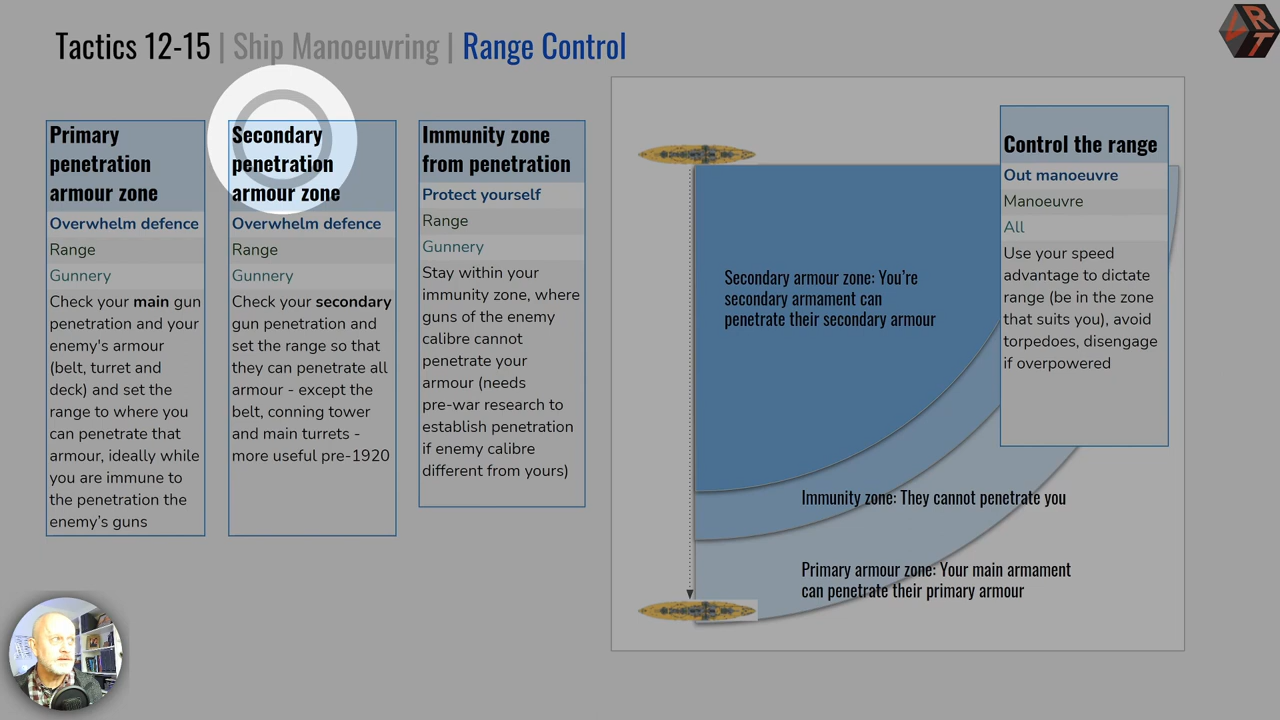 Tactics 12-15 | Ship Manoeuvring | Range Control
RT
Primary
penetration
armour zone
Overwhelm defence
Range
Gunnery
Check your main gun
penetration and your
enemy's armour
(belt, turret and
deck) and set the
range to where you
can penetrate that
armour, ideally while
you are immune to
the penetration the
enemy's guns
Secondary
penetration
armour zone
Overwhelm defence
Range
Gunnery
Check your secondary
gun penetration and
set the range so that
they can penetrate all
armour - except the
belt, conning tower
and main turrets -
more useful pre-1920
Immunity zone
from penetration
Protect yourself
Range
Gunnery
Stay within your
immunity zone, where
guns of the enemy
calibre cannot
penetrate your
armour (needs
pre-war research to
establish penetration
if enemy calibre
different from yours)
Secondary armour zone: You're
secondary armament can
penetrate their secondary armour
Control the range
Out manoeuvre
Manoeuvre
All
Use your speed
advantage to dictate
range (be in the zone
that suits you), avoid
torpedoes, disengage
if overpowered
Immunity zone: They cannot penetrate you
Primary armour zone: Your main armament
can penetrate their primary armour